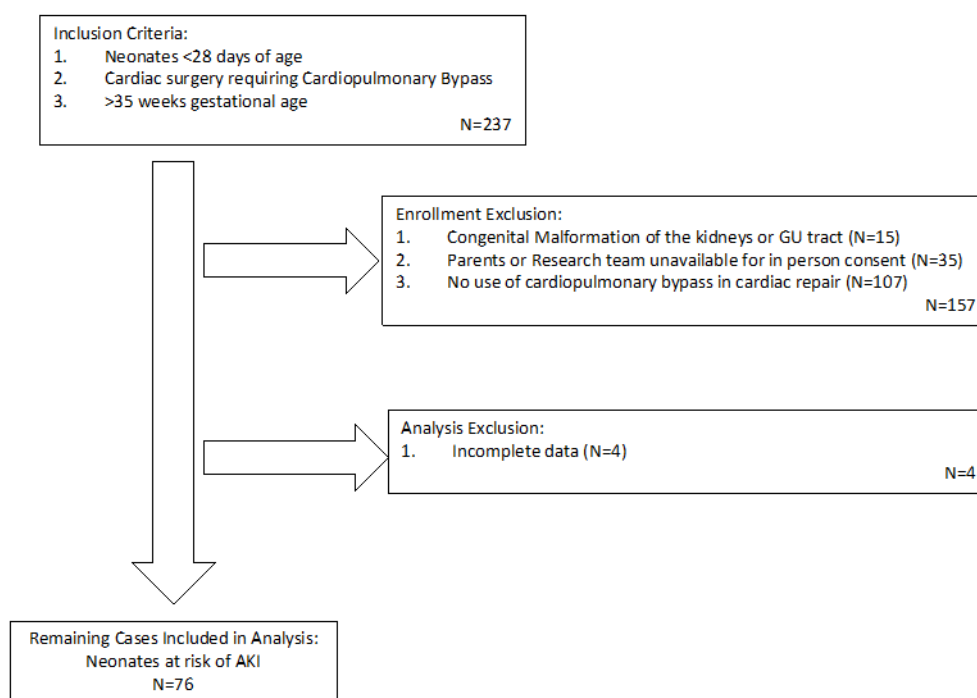 Inclusion Criteria:
1. Neonates <28 days of age
2. Cardiac surgery requiring Cardiopulmonary Bypass
3. >35 weeks gestational age
N=237
Enrollment Exclusion:
1. Congenital Malformation of the kidneys or GU tract (N=15)
2. Parents or Research team unavailable for in person consent (N=35)
3. No use of cardiopulmonary bypass in cardiac repair (N=107)
N=157
Analysis Exclusion:
1. Incomplete data (N=4)
N=4
Remaining Cases Included in Analysis:
Neonates at risk of AKI
N=76